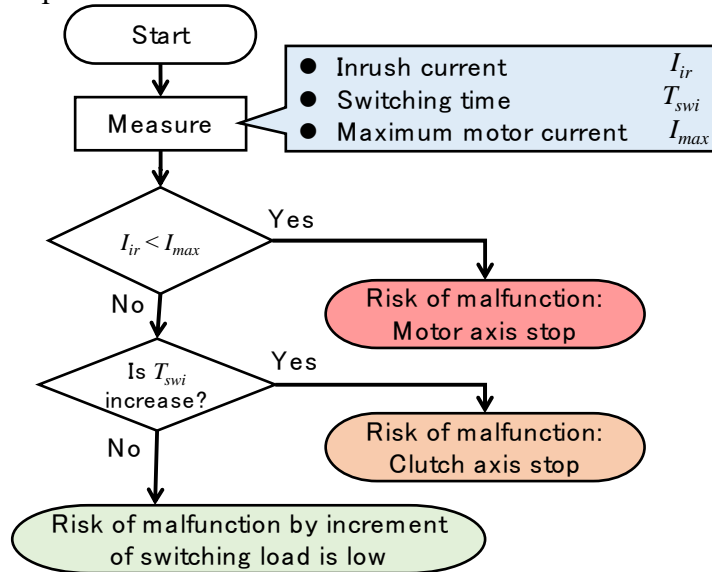 Start
● Inrush current I_ir
● Switching time T_swi
● Maximum motor current I_max
Measure
Yes
I_ir < I_max
No
Risk of malfunction:
Motor axis stop
Yes
Is T_swi
increase?
No
Risk of malfunction:
Clutch axis stop
Risk of malfunction by increment
of switching load is low